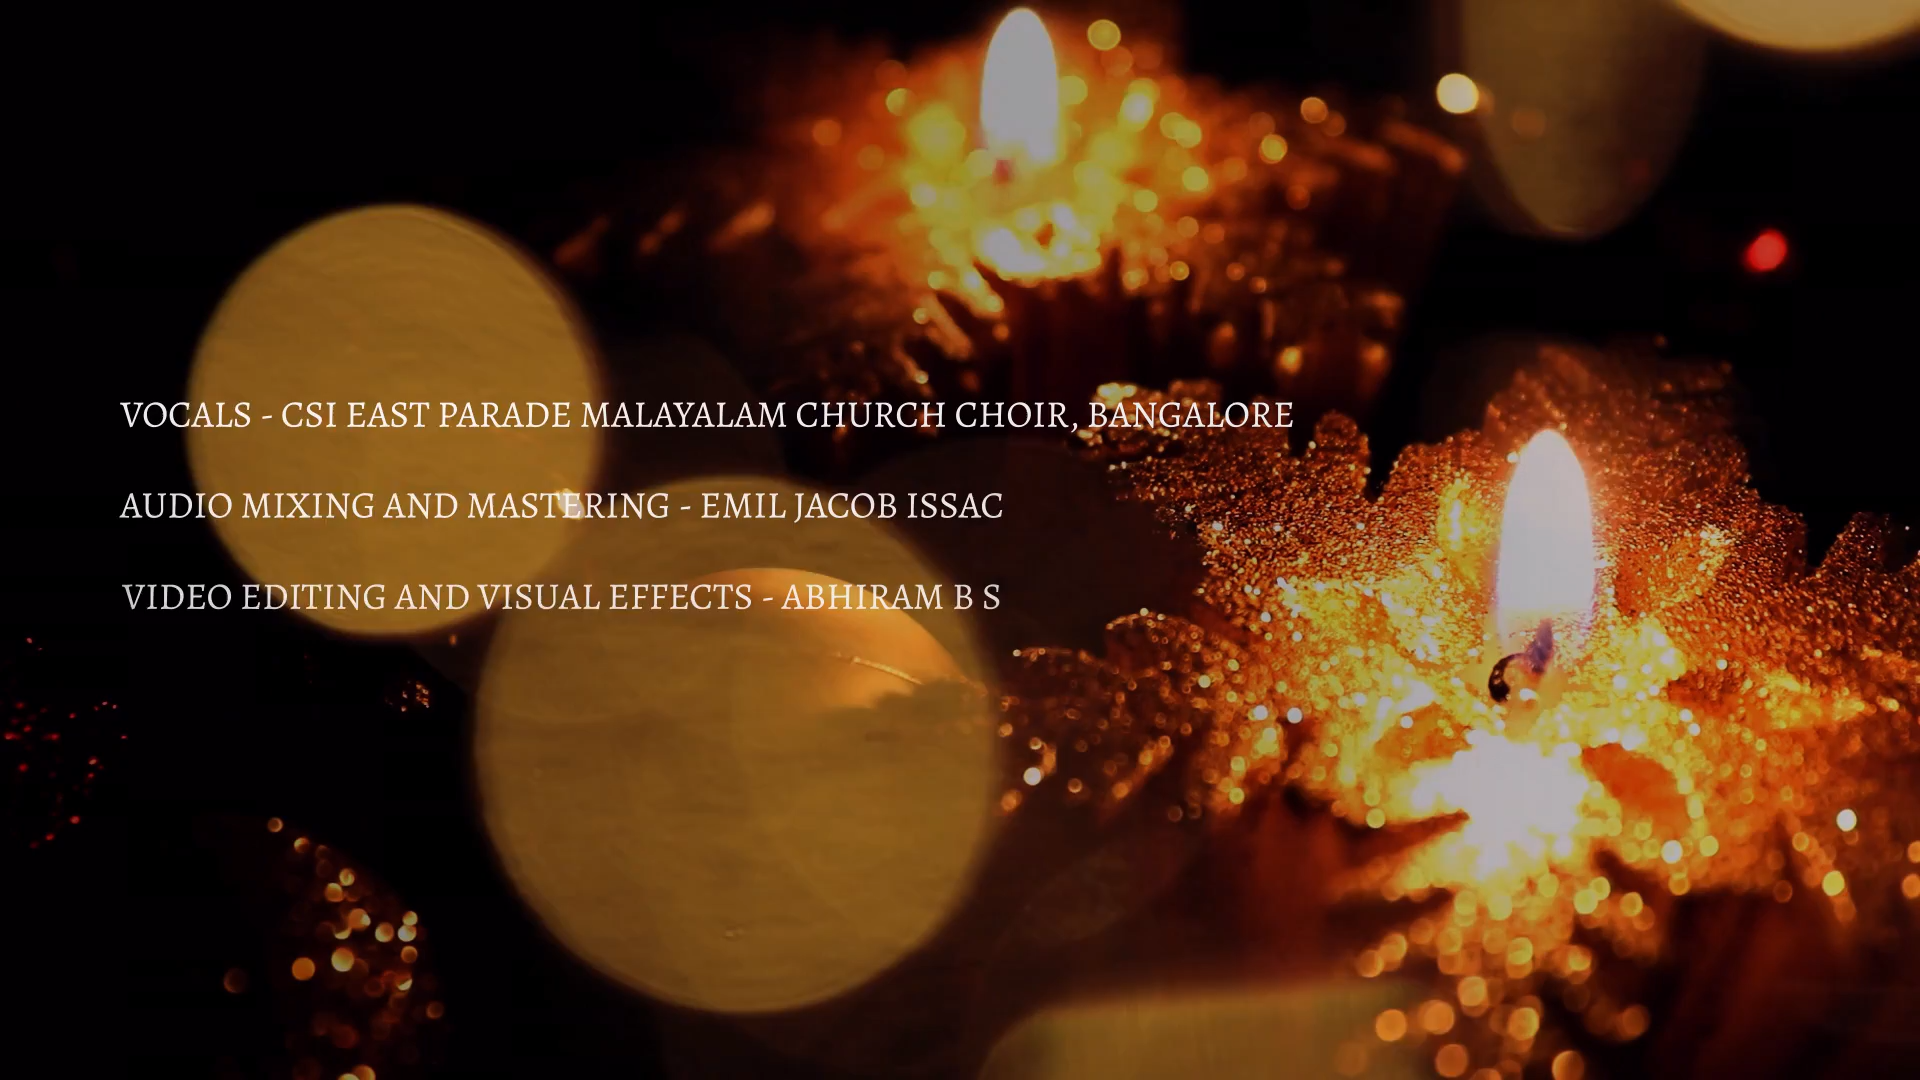 VOCALS - CSI EAST PARADE MALAYALAM CHURCH CHOIR, BANGALORE
AUDIO MIXING AND MASTERING - EMIL JACOB ISSAC
VIDEO EDITING AND VISUAL EFFECTS - ABHIRAM B S